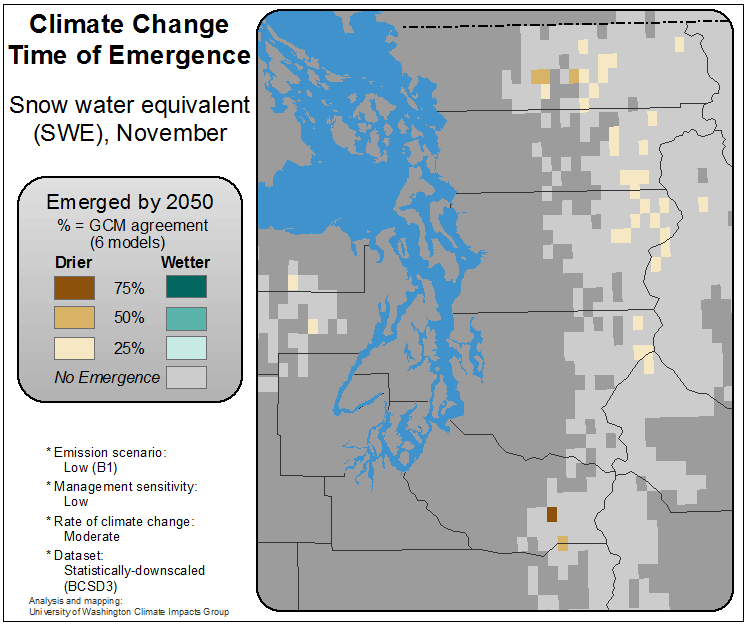 Climate Change
Time of Emergence
Snow water equivalent
(SWE), November
Emerged by 2050
% = GCM agreement
(6 models)
Drier Wetter
75%
50%
25%
No Emergence
* Emission scenario:
Low (B1)
* Management sensitivity:
Low
* Rate of climate change:
Moderate
* Dataset:
Statistically-downscaled
(BCSD3)
Analysis and mapping:
University of Washington Climate Impacts Group